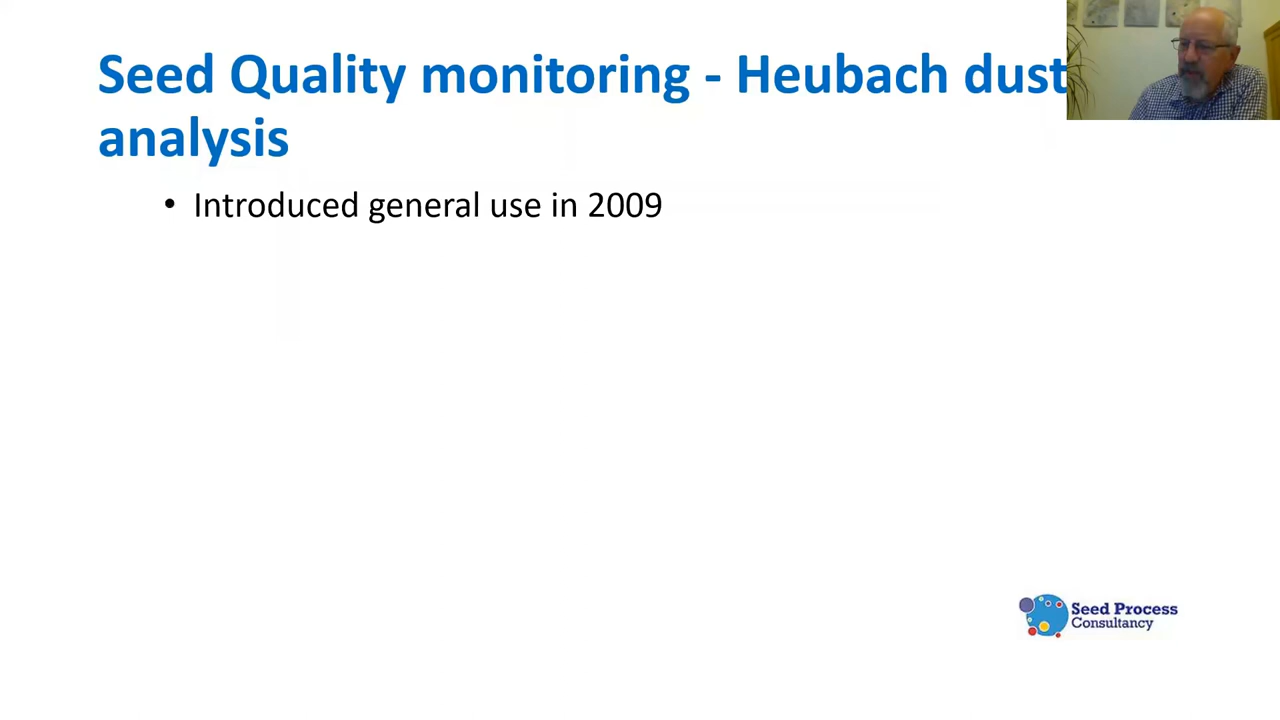 Seed Quality monitoring - Heubach dust
analysis
• Introduced general use in 2009
Seed Process
Consultancy